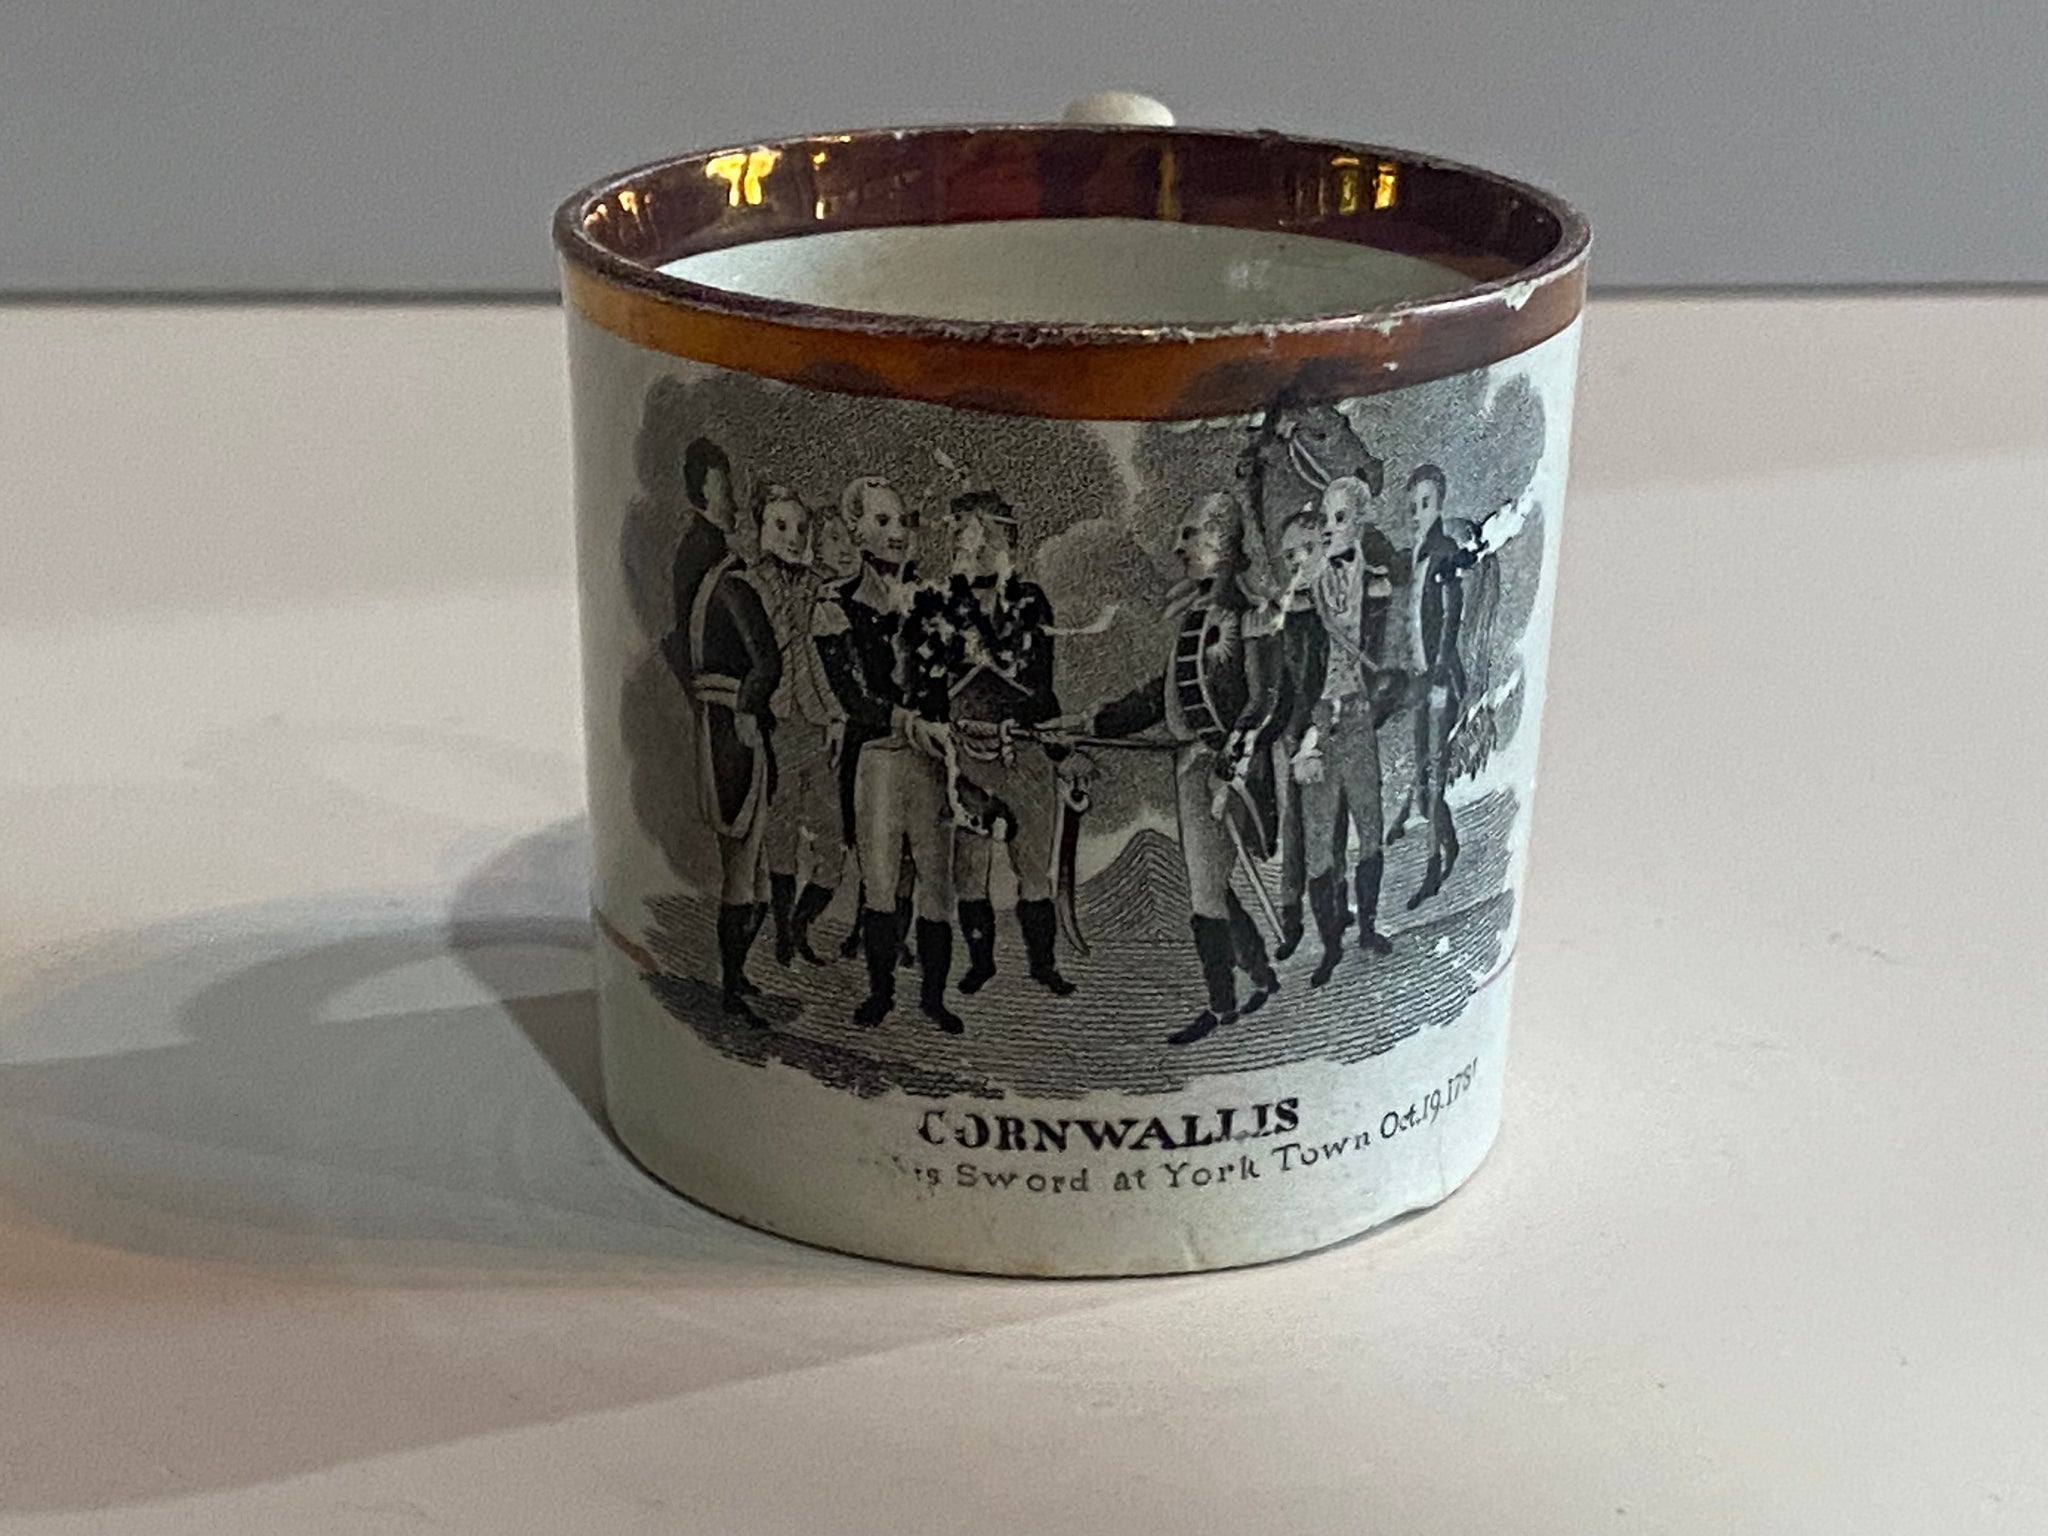 CORNWALLIS
Sword at York Town Oct. 19. 1781